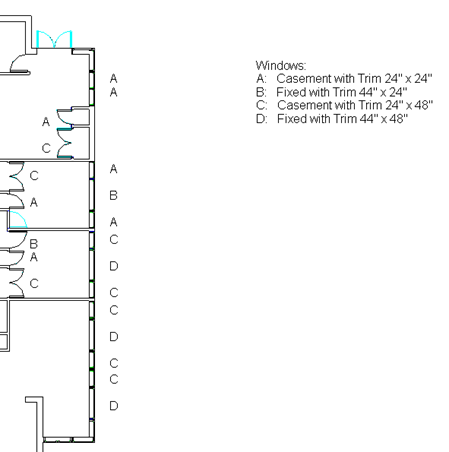 Windows:
A: Casement with Trim 24" x 24"
B: Fixed with Trim 44" x 24"
C: Casement with Trim 24" x 48"
D: Fixed with Trim 44" x 48"
A
A
A
C
A
C
B
A
A
C
B
A
D
C
C
C
D
C
C
D